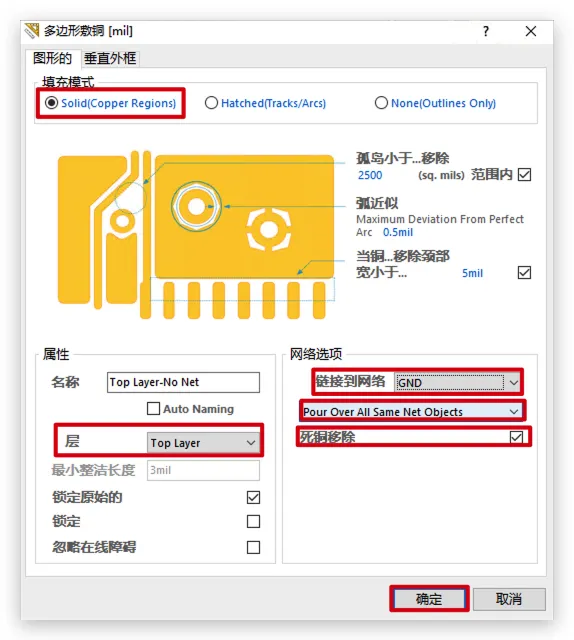 多边形敷铜 [mil]
?
图形的 垂直外框
填充模式
Solid(Copper Regions) Hatched(Tracks/Arcs) None(Outlines Only)
孤岛小于...移除
2500 (sq. mils) 范围内
弧近似
Maximum Deviation From Perfect
Arc 0.5mil
当铜...移除颈部
宽小于... 5mil
属性
名称 Top Layer-No Net
Auto Naming
层 Top Layer
最小整洁长度 3mil
锁定原始的
锁定
忽略在线障碍
网络选项
链接到网络 GND
Pour Over All Same Net Objects
死铜移除
确定 取消